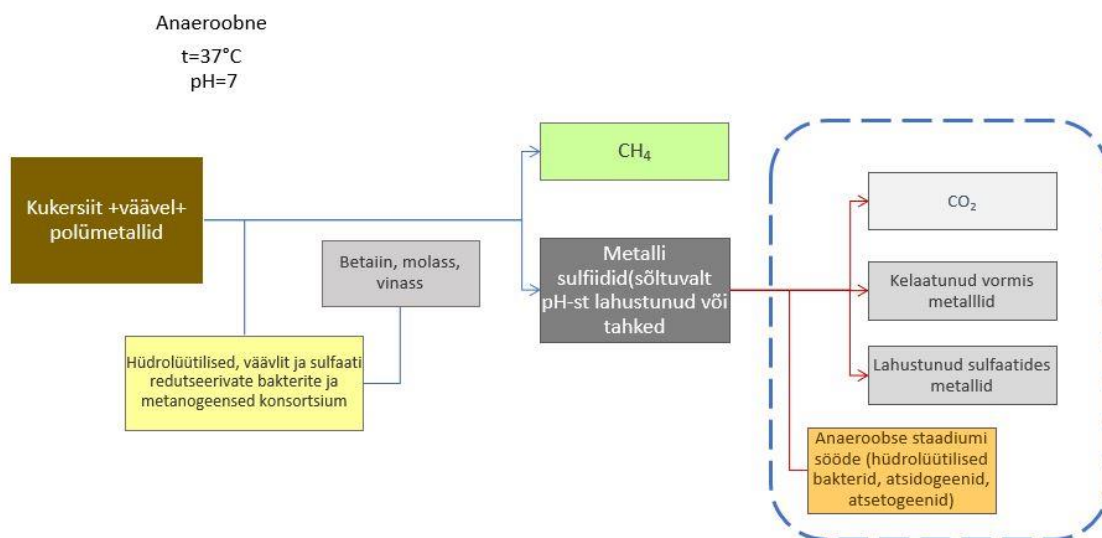 Anaeroobne
t=37°C
pH=7
Kukersiit +väävel+
polümetallid
CH₄
Betaiin, molass,
vinass
Metalli
sulfiidid(sõltuvalt
pH-st lahustunud või
tahked
Hüdrolüütilised, väävlit ja sulfaati
redutseerivate bakterite ja
metanogeensed konsortsium
CO₂
Kelaatunud vormis
metalllid
Lahustunud sulfaatides
metallid
Anaeroobse staadiumi
sööde (hüdrolüütilised
bakterid, atsidogeenid,
atsetogeenid)